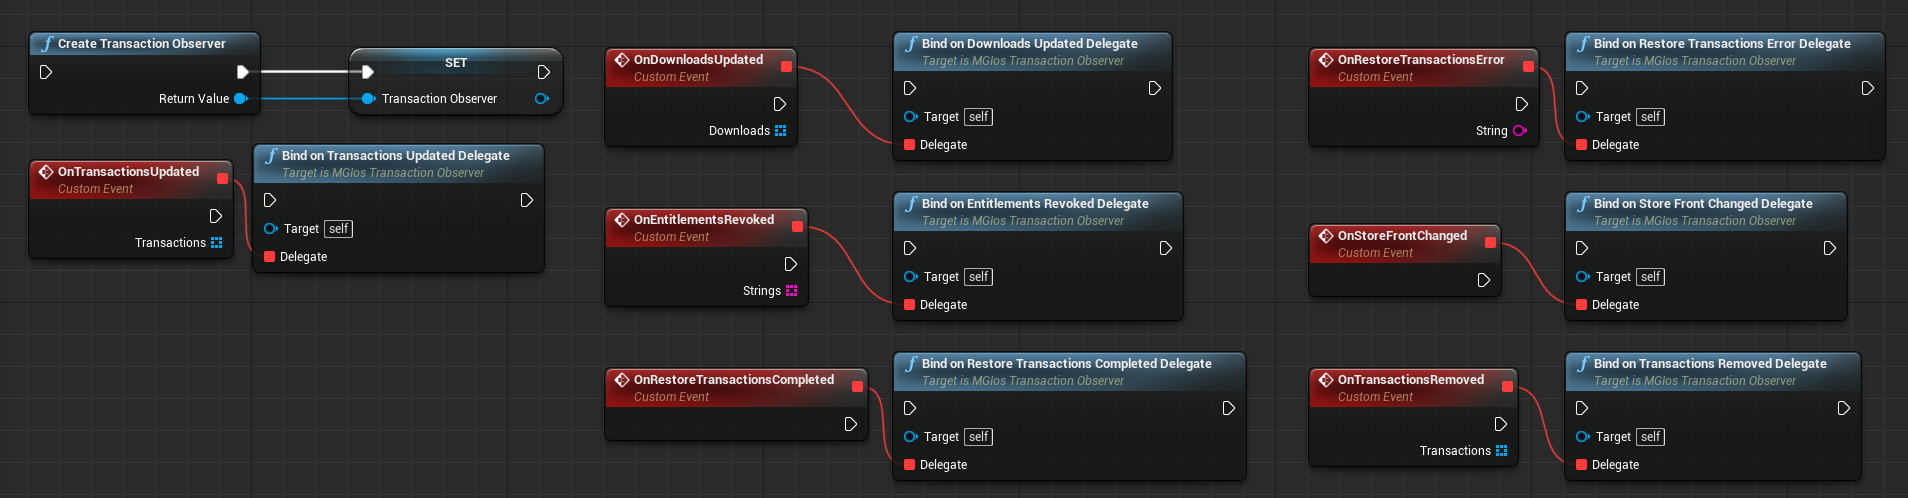 Create Transaction Observer
Return Value
SET
Transaction Observer
OnTransactionsUpdated
Custom Event
Transactions
Bind on Transactions Updated Delegate
Target is MGIos Transaction Observer
Target self
Delegate
OnDownloadsUpdated
Custom Event
Downloads
Bind on Downloads Updated Delegate
Target is MGIos Transaction Observer
Target self
Delegate
OnEntitlementsRevoked
Custom Event
Strings
Bind on Entitlements Revoked Delegate
Target is MGIos Transaction Observer
Target self
Delegate
OnRestoreTransactionsCompleted
Custom Event
Bind on Restore Transactions Completed Delegate
Target is MGIos Transaction Observer
Target self
Delegate
OnRestoreTransactionsError
Custom Event
String
Bind on Restore Transactions Error Delegate
Target is MGIos Transaction Observer
Target self
Delegate
OnStoreFrontChanged
Custom Event
Bind on Store Front Changed Delegate
Target is MGIos Transaction Observer
Target self
Delegate
OnTransactionsRemoved
Custom Event
Transactions
Bind on Transactions Removed Delegate
Target is MGIos Transaction Observer
Target self
Delegate